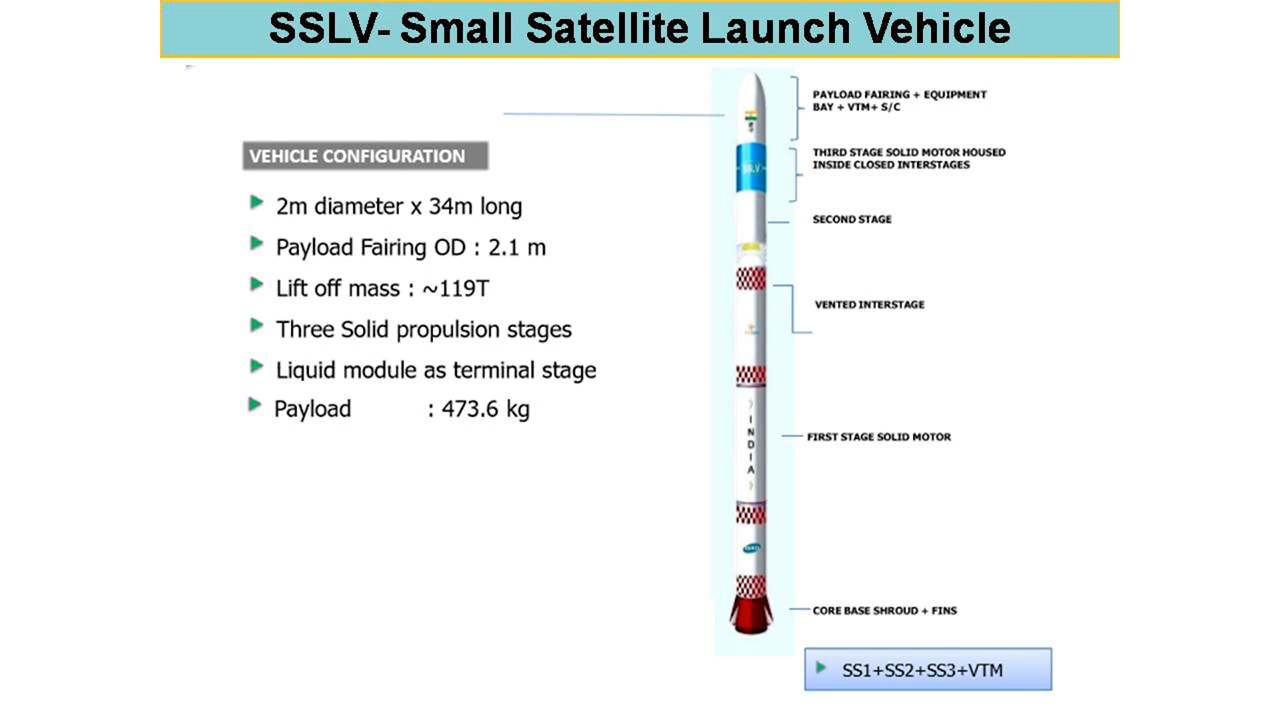 SSLV- Small Satellite Launch Vehicle
VEHICLE CONFIGURATION
2m diameter x 34m long
Payload Fairing OD : 2.1 m
Lift off mass : ~119T
Three Solid propulsion stages
Liquid module as terminal stage
Payload : 473.6 kg
PAYLOAD FAIRING + EQUIPMENT
BAY + VTM+ S/C
THIRD STAGE SOLID MOTOR HOUSED
INSIDE CLOSED INTERSTAGES
SECOND STAGE
VENTED INTERSTAGE
FIRST STAGE SOLID MOTOR
CORE BASE SHROUD + FINS
SSLV
INDIA
SS1+SS2+SS3+VTM